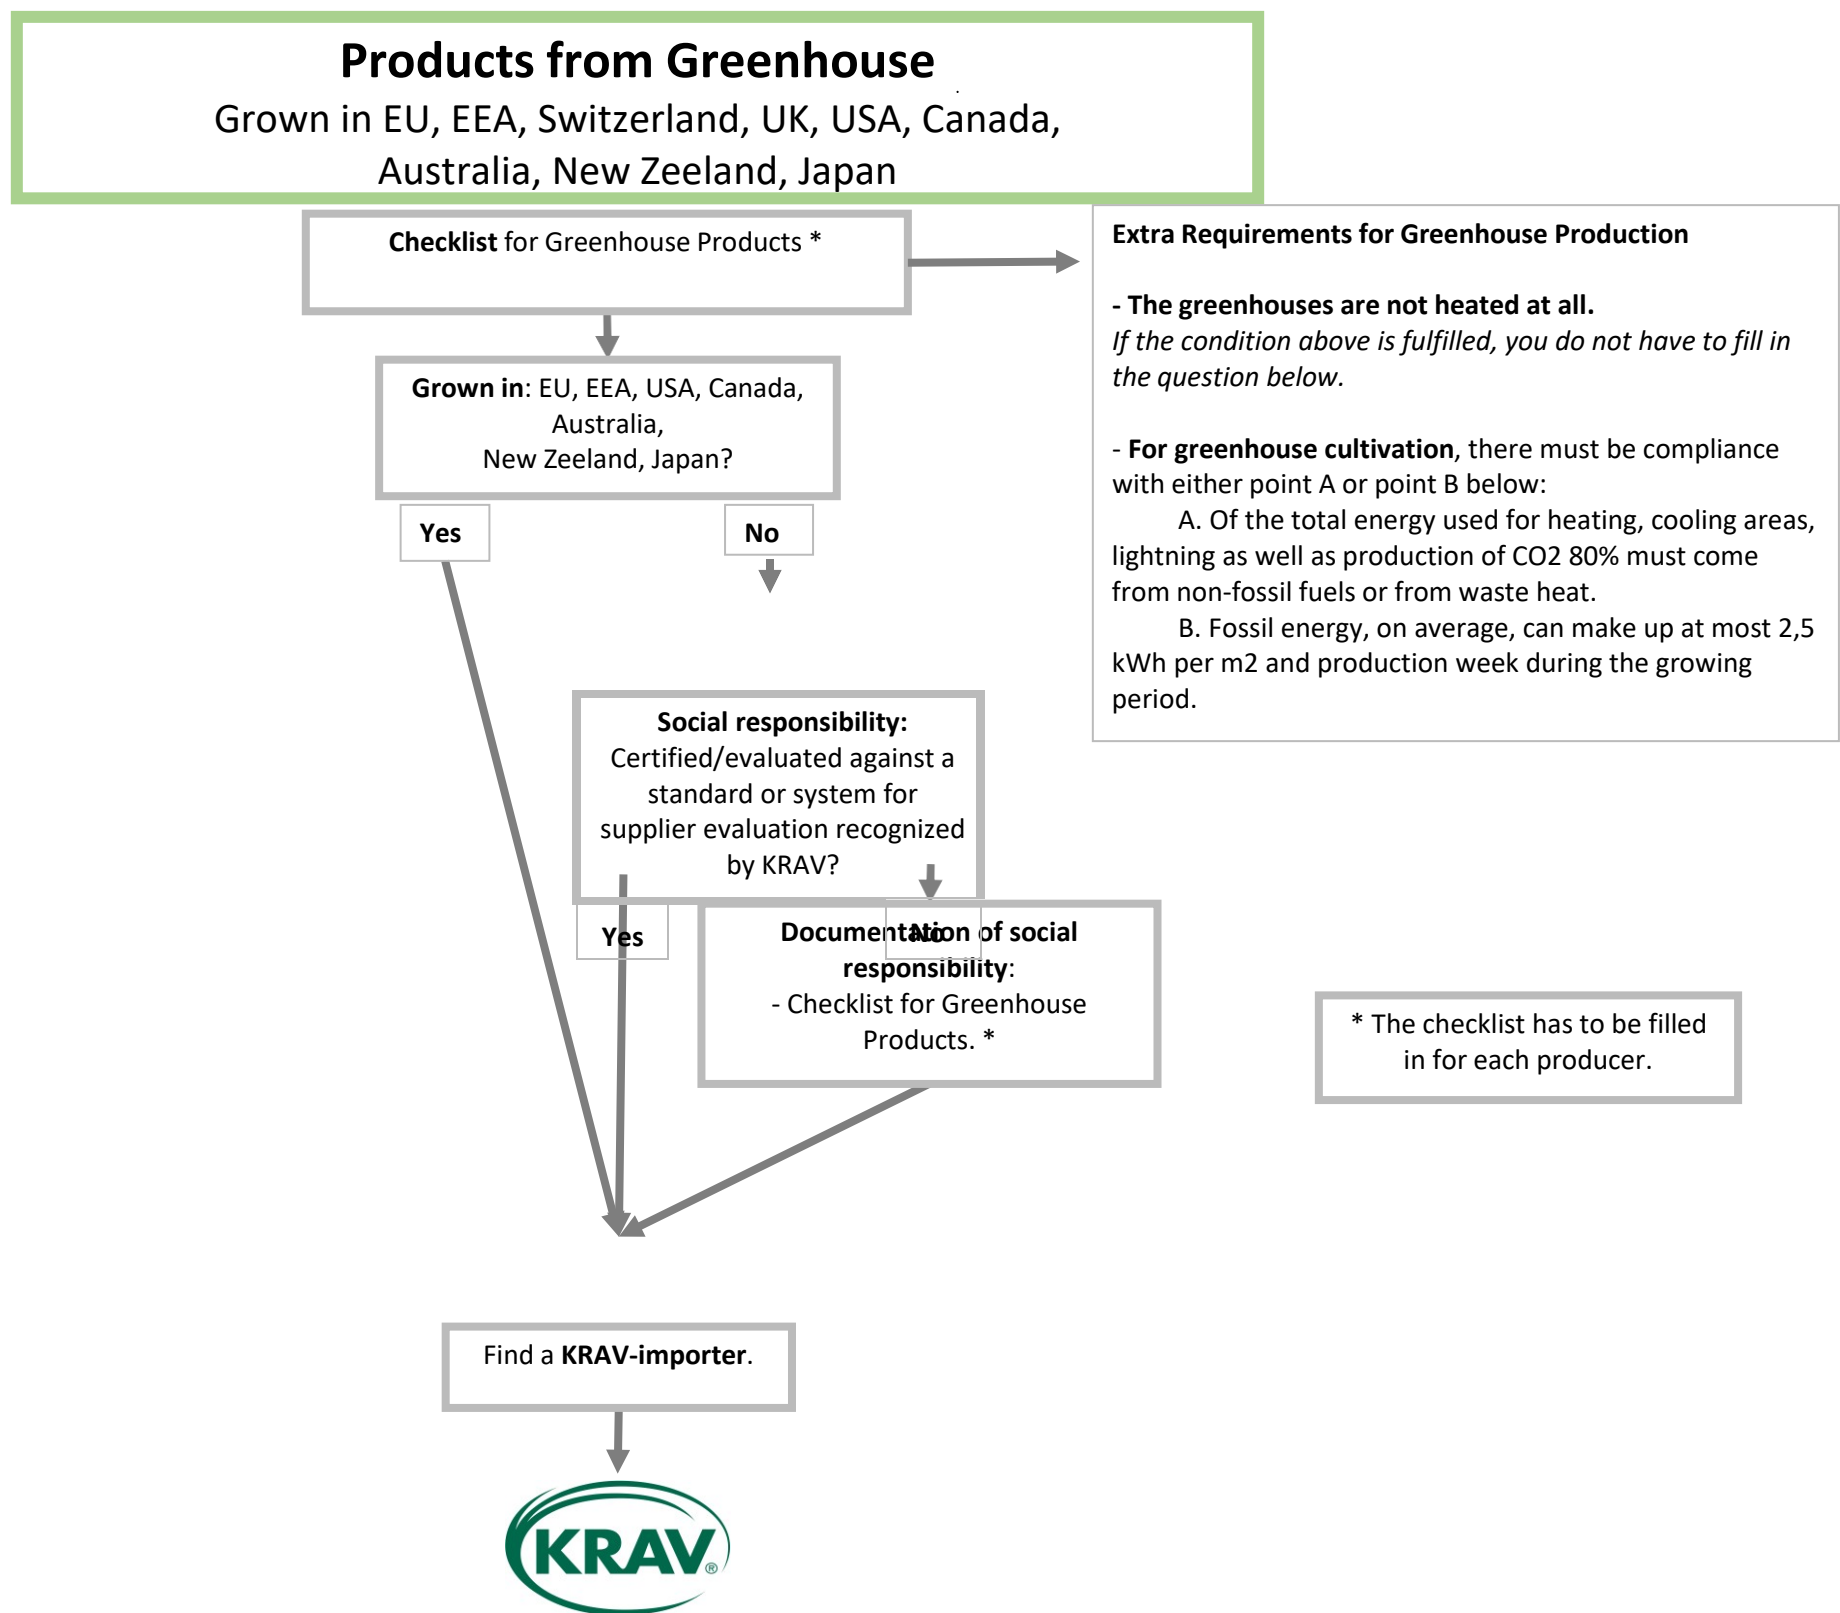 Products from Greenhouse
Grown in EU, EEA, Switzerland, UK, USA, Canada,
Australia, New Zeeland, Japan
Checklist for Greenhouse Products *
Extra Requirements for Greenhouse Production
- The greenhouses are not heated at all.
If the condition above is fulfilled, you do not have to fill in
the question below.
- For greenhouse cultivation, there must be compliance
with either point A or point B below:
A. Of the total energy used for heating, cooling areas,
lightning as well as production of CO2 80% must come
from non-fossil fuels or from waste heat.
B. Fossil energy, on average, can make up at most 2,5
kWh per m2 and production week during the growing
period.
Grown in: EU, EEA, USA, Canada,
Australia,
New Zeeland, Japan?
Yes
No
Social responsibility:
Certified/evaluated against a
standard or system for
supplier evaluation recognized
by KRAV?
Yes
No
Documentation of social
responsibility:
- Checklist for Greenhouse
Products. *
* The checklist has to be filled
in for each producer.
Find a KRAV-importer.
KRAV®